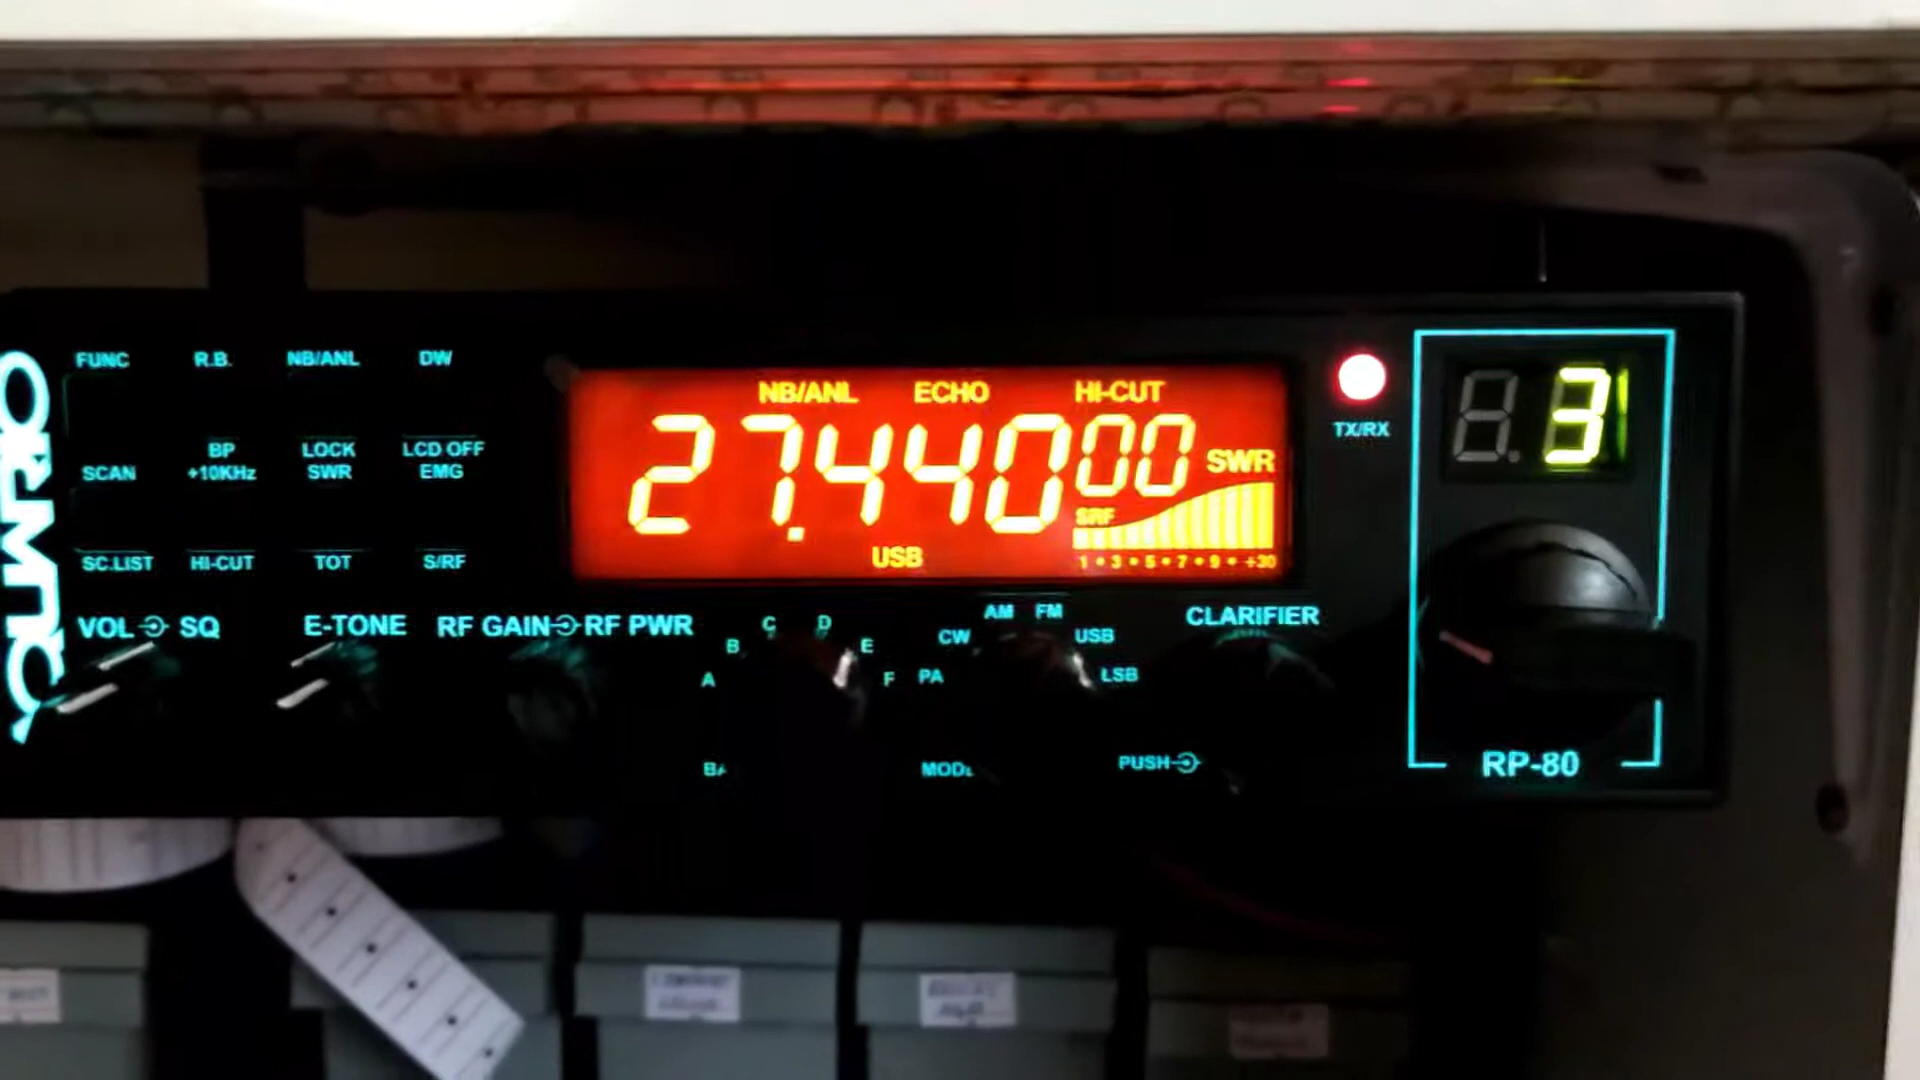 FUNC R.B. NB/ANL DW
SCAN BP +10KHz LOCK SWR LCD OFF EMG
SC.LIST HI-CUT TOT S/RF
VOL SQ E-TONE RF GAIN RF PWR
NB/ANL ECHO HI-CUT
27.44000
SWR
SRF
1 • 3 • 5 • 7 • 9 • +30
USB
TX/RX
3
A B C D E F
PA CW AM FM USB LSB
CLARIFIER
PUSH
RP-80